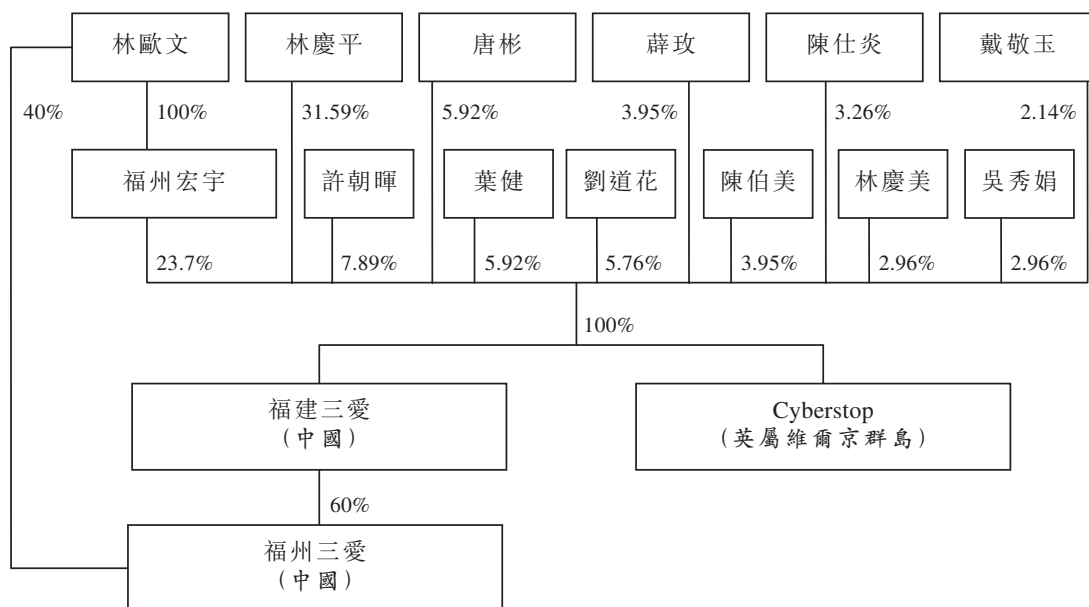 林歐文
林慶平
唐彬
薜玫
陳仕炎
戴敬玉
40%
100%
31.59%
5.92%
3.95%
3.26%
2.14%
福州宏宇
許朝暉
葉健
劉道花
陳伯美
林慶美
吳秀娟
23.7%
7.89%
5.92%
5.76%
3.95%
2.96%
2.96%
100%
福建三愛
(中國)
Cyberstop
(英屬維爾京群島)
60%
福州三愛
(中國)